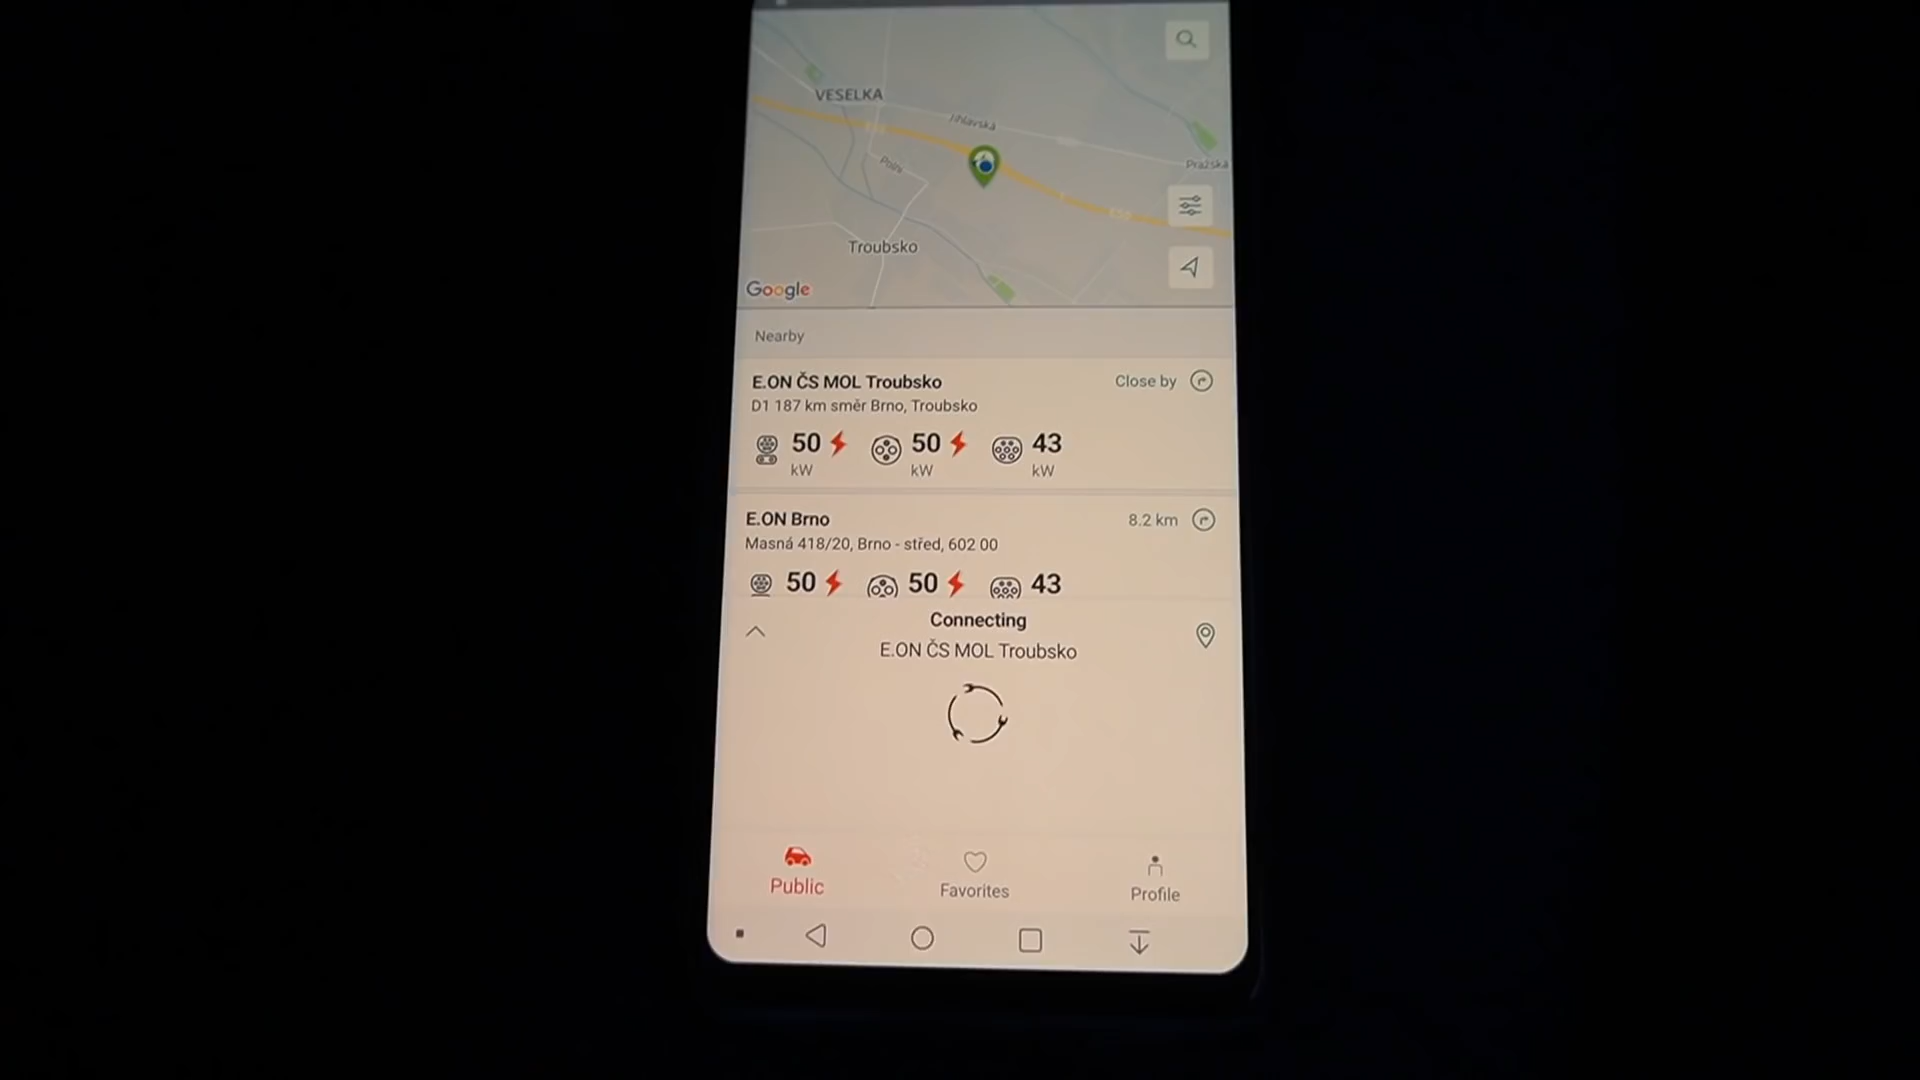 VESELKA
Jihlavská
Polní
Pražská
E50
Troubsko
Google
Nearby
E.ON ČS MOL Troubsko
Close by
D1 187 km směr Brno, Troubsko
50 50 43
kW kW kW
E.ON Brno
8.2 km
Masná 418/20, Brno - střed, 602 00
50 50 43
Connecting
E.ON ČS MOL Troubsko
Public
Favorites
Profile